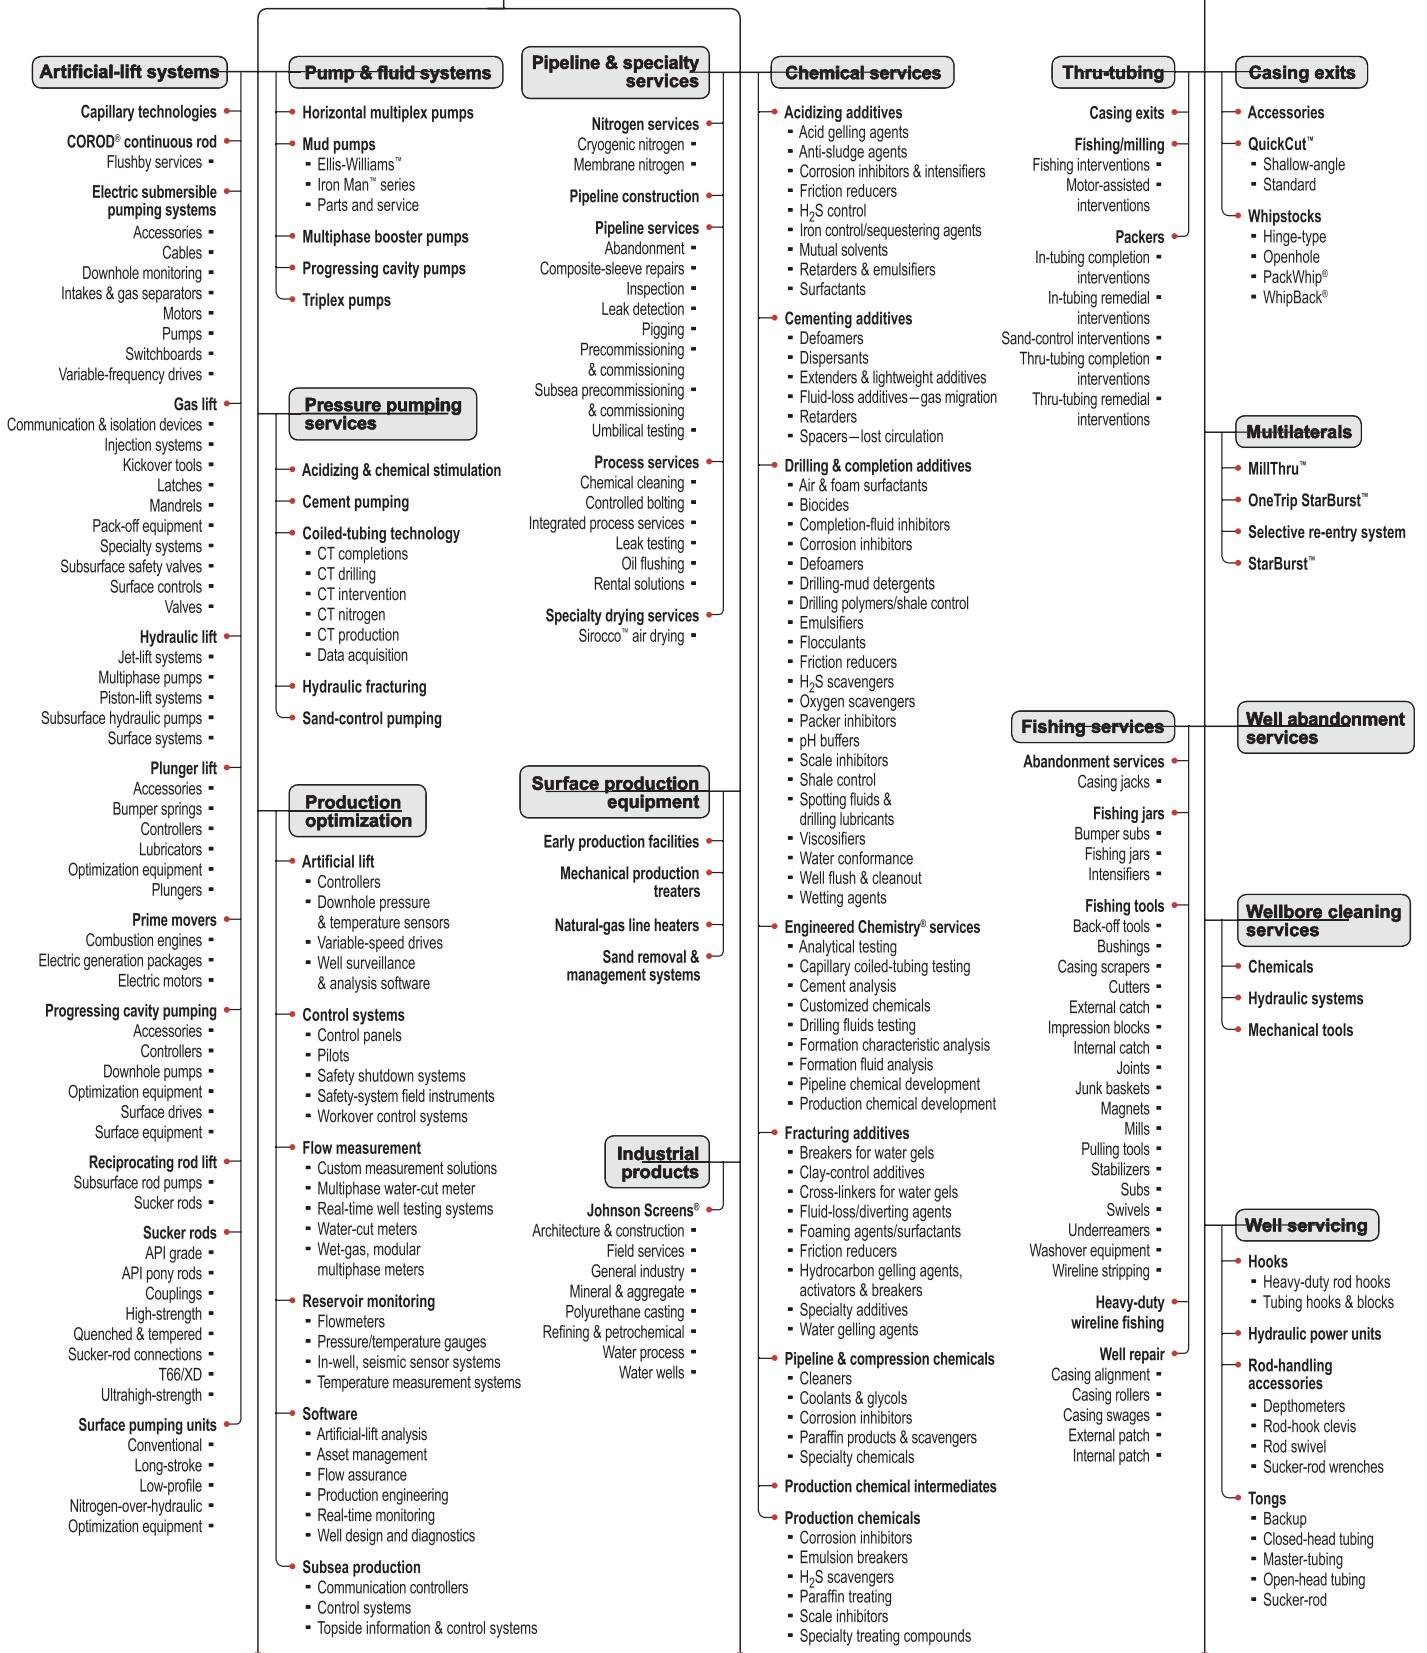 Artificial-lift systems
Capillary technologies
COROD® continuous rod
Flushby services
Electric submersible
pumping systems
Accessories
Cables
Downhole monitoring
Intakes & gas separators
Motors
Pumps
Switchboards
Variable-frequency drives
Gas lift
Communication & isolation devices
Injection systems
Kickover tools
Latches
Mandrels
Pack-off equipment
Specialty systems
Subsurface safety valves
Surface controls
Valves
Hydraulic lift
Jet-lift systems
Multiphase pumps
Piston-lift systems
Subsurface hydraulic pumps
Surface systems
Plunger lift
Accessories
Bumper springs
Controllers
Lubricators
Optimization equipment
Plungers
Prime movers
Combustion engines
Electric generation packages
Electric motors
Progressing cavity pumping
Accessories
Controllers
Downhole pumps
Optimization equipment
Surface drives
Surface equipment
Reciprocating rod lift
Subsurface rod pumps
Sucker rods
Sucker rods
API grade
API pony rods
Couplings
High-strength
Quenched & tempered
Sucker-rod connections
T66/XD
Ultrahigh-strength
Surface pumping units
Conventional
Long-stroke
Low-profile
Nitrogen-over-hydraulic
Optimization equipment
Pump & fluid systems
Horizontal multiplex pumps
Mud pumps
Ellis-Williams™
Iron Man™ series
Parts and service
Multiphase booster pumps
Progressing cavity pumps
Triplex pumps
Pressure pumping
services
Acidizing & chemical stimulation
Cement pumping
Coiled-tubing technology
CT completions
CT drilling
CT intervention
CT nitrogen
CT production
Data acquisition
Hydraulic fracturing
Sand-control pumping
Production
optimization
Artificial lift
Controllers
Downhole pressure
& temperature sensors
Variable-speed drives
Well surveillance
& analysis software
Control systems
Control panels
Pilots
Safety shutdown systems
Safety-system field instruments
Workover control systems
Flow measurement
Custom measurement solutions
Multiphase water-cut meter
Real-time well testing systems
Water-cut meters
Wet-gas, modular
multiphase meters
Reservoir monitoring
Flowmeters
Pressure/temperature gauges
In-well, seismic sensor systems
Temperature measurement systems
Software
Artificial-lift analysis
Asset management
Flow assurance
Production engineering
Real-time monitoring
Well design and diagnostics
Subsea production
Communication controllers
Control systems
Topside information & control systems
Pipeline & specialty
services
Nitrogen services
Cryogenic nitrogen
Membrane nitrogen
Pipeline construction
Pipeline services
Abandonment
Composite-sleeve repairs
Inspection
Leak detection
Pigging
Precommissioning
& commissioning
Subsea precommissioning
& commissioning
Umbilical testing
Process services
Chemical cleaning
Controlled bolting
Integrated process services
Leak testing
Oil flushing
Rental solutions
Specialty drying services
Sirocco™ air drying
Surface production
equipment
Early production facilities
Mechanical production
treaters
Natural-gas line heaters
Sand removal &
management systems
Industrial
products
Johnson Screens®
Architecture & construction
Field services
General industry
Mineral & aggregate
Polyurethane casting
Refining & petrochemical
Water process
Water wells
Chemical services
Acidizing additives
Acid gelling agents
Anti-sludge agents
Corrosion inhibitors & intensifiers
Friction reducers
H₂S control
Iron control/sequestering agents
Mutual solvents
Retarders & emulsifiers
Surfactants
Cementing additives
Defoamers
Dispersants
Extenders & lightweight additives
Fluid-loss additives—gas migration
Retarders
Spacers—lost circulation
Drilling & completion additives
Air & foam surfactants
Biocides
Completion-fluid inhibitors
Corrosion inhibitors
Defoamers
Drilling-mud detergents
Drilling polymers/shale control
Emulsifiers
Flocculants
Friction reducers
H₂S scavengers
Oxygen scavengers
Packer inhibitors
pH buffers
Scale inhibitors
Shale control
Spotting fluids &
drilling lubricants
Viscosifiers
Water conformance
Well flush & cleanout
Wetting agents
Engineered Chemistry® services
Analytical testing
Capillary coiled-tubing testing
Cement analysis
Customized chemicals
Drilling fluids testing
Formation characteristic analysis
Formation fluid analysis
Pipeline chemical development
Production chemical development
Fracturing additives
Breakers for water gels
Clay-control additives
Cross-linkers for water gels
Fluid-loss/diverting agents
Foaming agents/surfactants
Friction reducers
Hydrocarbon gelling agents,
activators & breakers
Specialty additives
Water gelling agents
Pipeline & compression chemicals
Cleaners
Coolants & glycols
Corrosion inhibitors
Paraffin products & scavengers
Specialty chemicals
Production chemical intermediates
Production chemicals
Corrosion inhibitors
Emulsion breakers
H₂S scavengers
Paraffin treating
Scale inhibitors
Specialty treating compounds
Thru-tubing
Casing exits
Fishing/milling
Fishing interventions
Motor-assisted
interventions
Packers
In-tubing completion
interventions
In-tubing remedial
interventions
Sand-control interventions
Thru-tubing completion
interventions
Thru-tubing remedial
interventions
Fishing services
Abandonment services
Casing jacks
Fishing jars
Bumper subs
Fishing jars
Intensifiers
Fishing tools
Back-off tools
Bushings
Casing scrapers
Cutters
External catch
Impression blocks
Internal catch
Joints
Junk baskets
Magnets
Mills
Pulling tools
Stabilizers
Subs
Swivels
Underreamers
Washover equipment
Wireline stripping
Heavy-duty
wireline fishing
Well repair
Casing alignment
Casing rollers
Casing swages
External patch
Internal patch
Casing exits
Accessories
QuickCut™
Shallow-angle
Standard
Whipstocks
Hinge-type
Openhole
PackWhip®
WhipBack®
Multilaterals
MillThru™
OneTrip StarBurst™
Selective re-entry system
StarBurst™
Well abandonment
services
Wellbore cleaning
services
Chemicals
Hydraulic systems
Mechanical tools
Well servicing
Hooks
Heavy-duty rod hooks
Tubing hooks & blocks
Hydraulic power units
Rod-handling
accessories
Depthometers
Rod-hook clevis
Rod swivel
Sucker-rod wrenches
Tongs
Backup
Closed-head tubing
Master-tubing
Open-head tubing
Sucker-rod